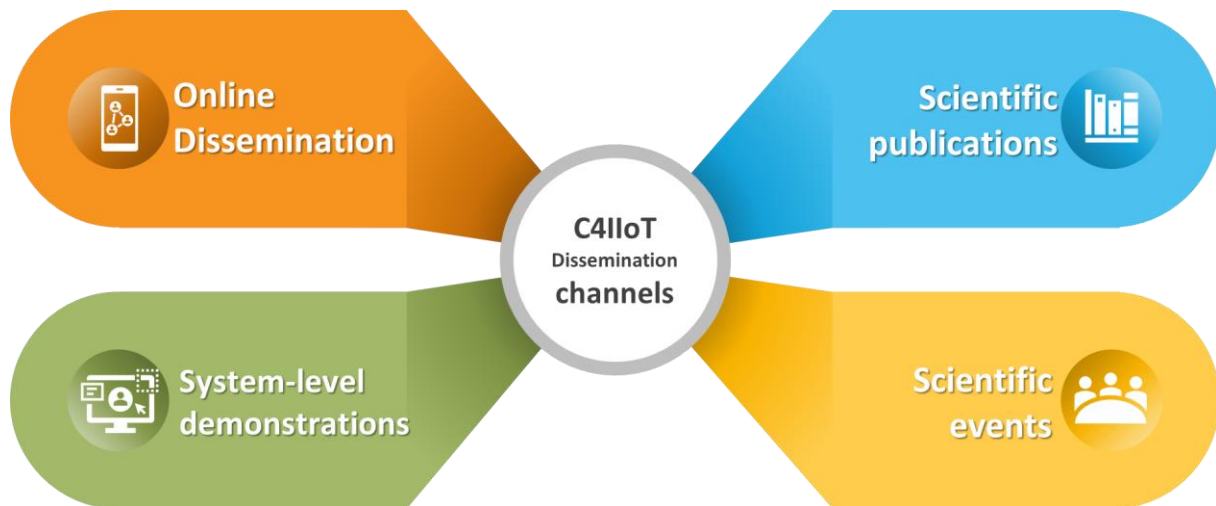 Online
Dissemination
Scientific
publications
C4IIoT
Dissemination
channels
System-level
demonstrations
Scientific
events